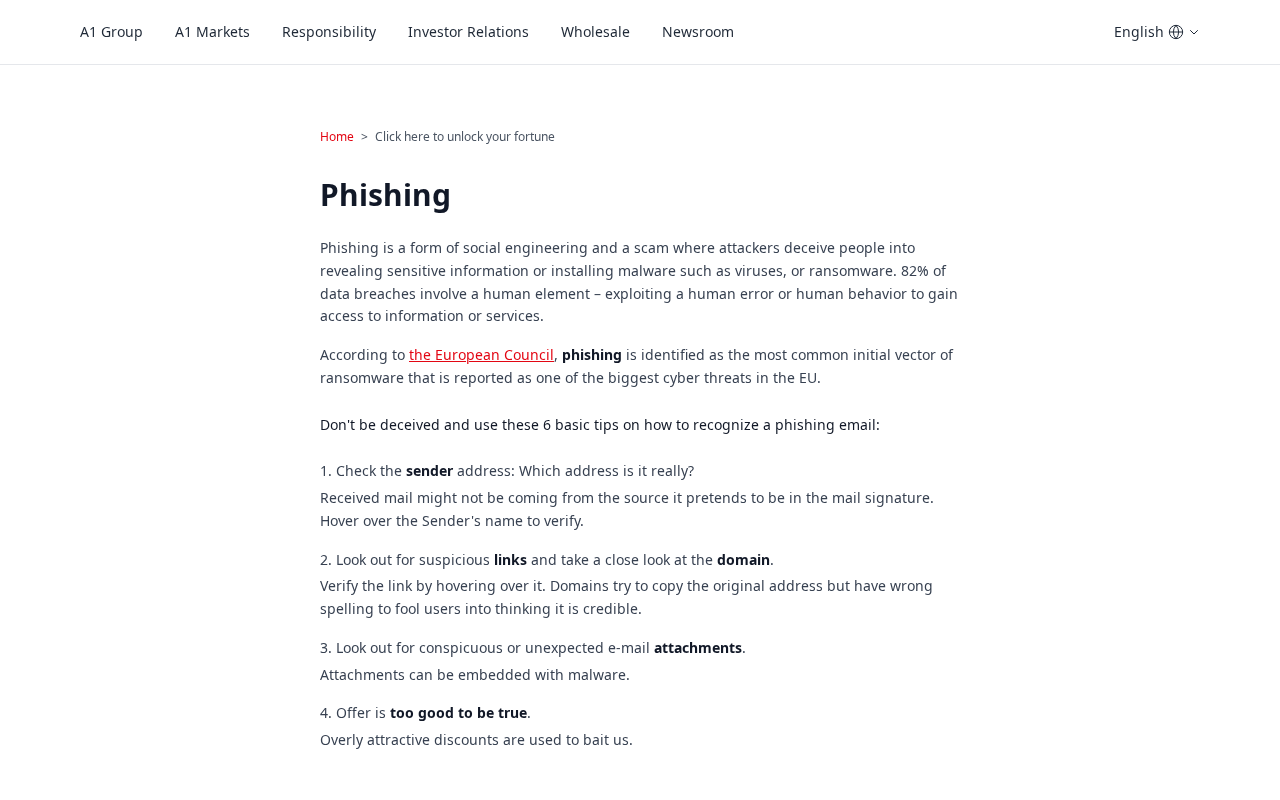 A1 Group A1 Markets Responsibility Investor Relations Wholesale Newsroom English
Home > Click here to unlock your fortune
Phishing
Phishing is a form of social engineering and a scam where attackers deceive people into
revealing sensitive information or installing malware such as viruses, or ransomware. 82% of
data breaches involve a human element – exploiting a human error or human behavior to gain
access to information or services.
According to the European Council, phishing is identified as the most common initial vector of
ransomware that is reported as one of the biggest cyber threats in the EU.
Don't be deceived and use these 6 basic tips on how to recognize a phishing email:
1. Check the sender address: Which address is it really?
Received mail might not be coming from the source it pretends to be in the mail signature.
Hover over the Sender's name to verify.
2. Look out for suspicious links and take a close look at the domain.
Verify the link by hovering over it. Domains try to copy the original address but have wrong
spelling to fool users into thinking it is credible.
3. Look out for conspicuous or unexpected e-mail attachments.
Attachments can be embedded with malware.
4. Offer is too good to be true.
Overly attractive discounts are used to bait us.